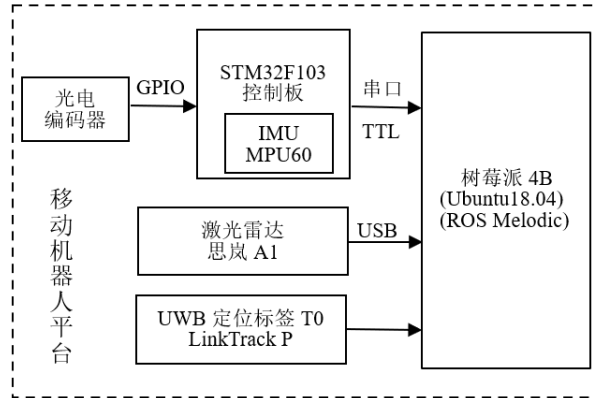 光电
编码器
GPIO
STM32F103
控制板
IMU
MPU60
串口
TTL
树莓派 4B
(Ubuntu18.04)
(ROS Melodic)
激光雷达
思岚 A1
USB
UWB 定位标签 T0
LinkTrack P
移动机器人平台